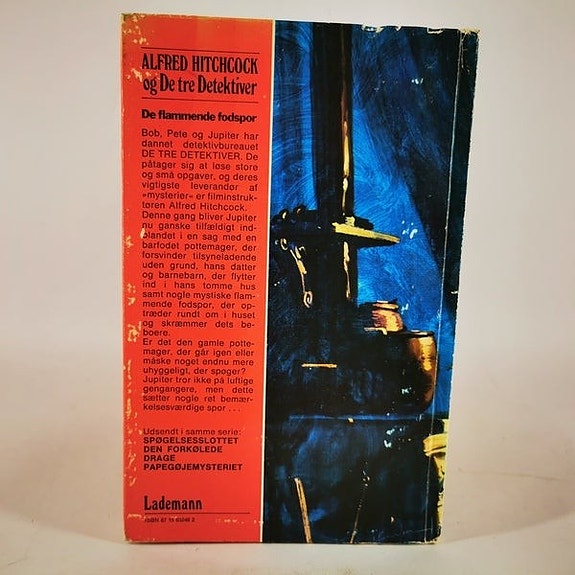 ALFRED HITCHCOCK
og De tre Detektiver
De flammende fodspor
Bob, Pete og Jupiter har
dannet detektivbureauet
DE TRE DETEKTIVER. De
påtager sig at løse store
og små opgaver, og deres
vigtigste leverandør af
»mysterier« er filminstruk-
tøren Alfred Hitchcock.
Denne gang bliver Jupiter
nu ganske tilfældigt ind-
blandet i en sag med en
barfodet pottemager, der
forsvinder tilsyneladende
uden grund, hans datter
og barnebarn, der flytter
ind i hans tomme hus
samt nogle mystiske flam-
mende fodspor, der op-
træder rundt om i huset
og skræmmer dets be-
boere.
Er det den gamle potte-
mager, der går igen eller
måske noget endnu mere
uhyggeligt, der spøger?
Jupiter tror ikke på luftige
gengangere, men dette
sætter nogle ret bemær-
kelsesværdige spor . . .
Udsendt i samme serie:
SPØGELSESSLOTTET
DEN FORKØLEDE
DRAGE
PAPEGØJEMYSTERIET
Lademann